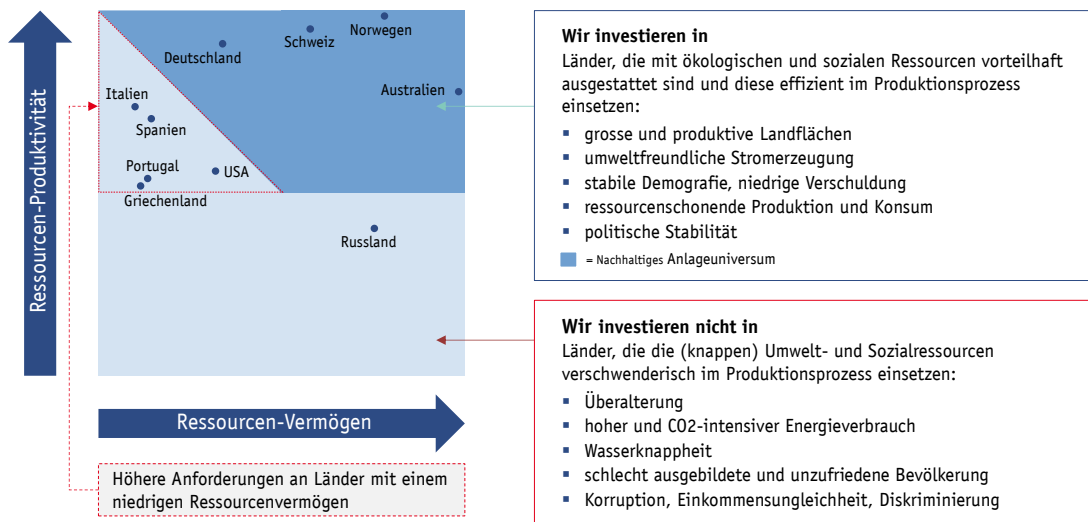 Ressourcen-Produktivität
Norwegen
Schweiz
Deutschland
Australien
Italien
Spanien
Portugal
USA
Griechenland
Russland
Ressourcen-Vermögen
Höhere Anforderungen an Länder mit einem
niedrigen Ressourcenvermögen
Wir investieren in
Länder, die mit ökologischen und sozialen Ressourcen vorteilhaft
ausgestattet sind und diese effizient im Produktionsprozess
einsetzen:
▪ grosse und produktive Landflächen
▪ umweltfreundliche Stromerzeugung
▪ stabile Demografie, niedrige Verschuldung
▪ ressourcenschonende Produktion und Konsum
▪ politische Stabilität
= Nachhaltiges Anlageuniversum
Wir investieren nicht in
Länder, die die (knappen) Umwelt- und Sozialressourcen
verschwenderisch im Produktionsprozess einsetzen:
▪ Überalterung
▪ hoher und CO2-intensiver Energieverbrauch
▪ Wasserknappheit
▪ schlecht ausgebildete und unzufriedene Bevölkerung
▪ Korruption, Einkommensungleichheit, Diskriminierung